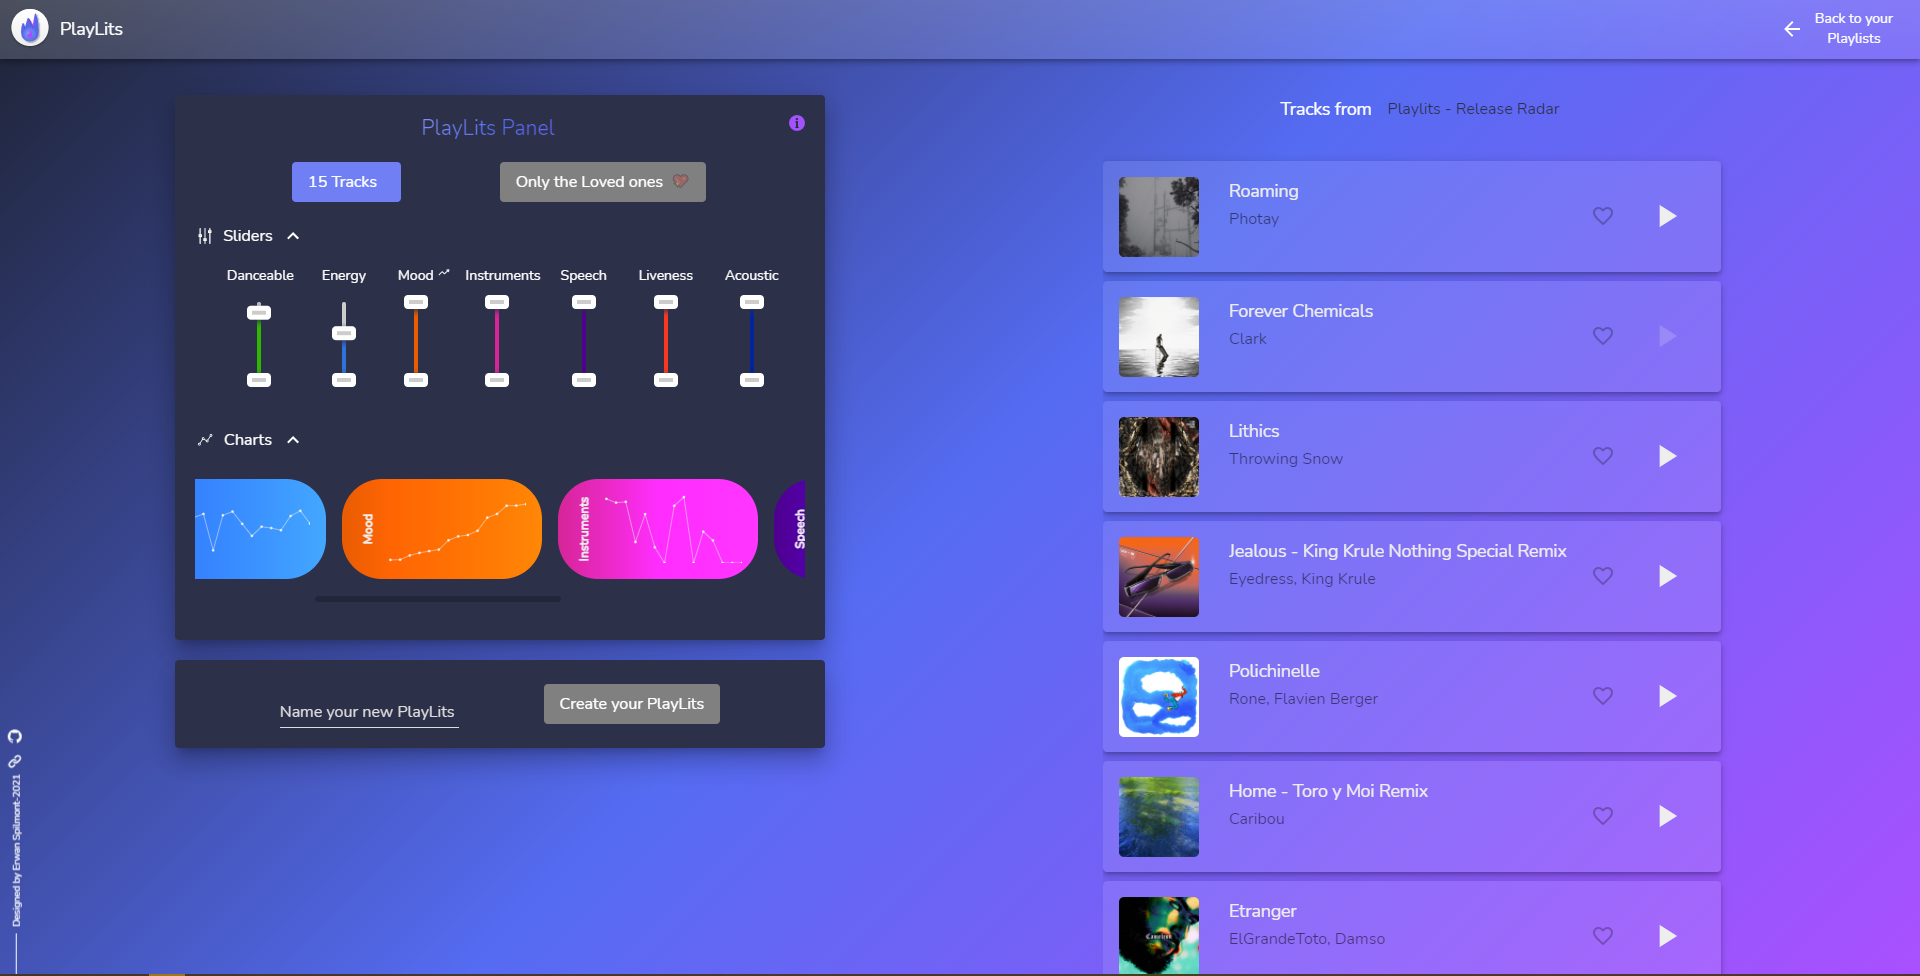 PlayLits
Back to your
Playlists
PlayLits Panel
15 Tracks
Only the Loved ones
Sliders
Danceable
Energy
Mood
Instruments
Speech
Liveness
Acoustic
Charts
Mood
Instruments
Speech
Name your new PlayLits
Create your PlayLits
Designed by Erwan Spilmont-2021
Tracks from Playlits - Release Radar
Roaming
Photay
Forever Chemicals
Clark
Lithics
Throwing Snow
Jealous - King Krule Nothing Special Remix
Eyedress, King Krule
Polichinelle
Rone, Flavien Berger
Home - Toro y Moi Remix
Caribou
Etranger
ElGrandeToto, Damso